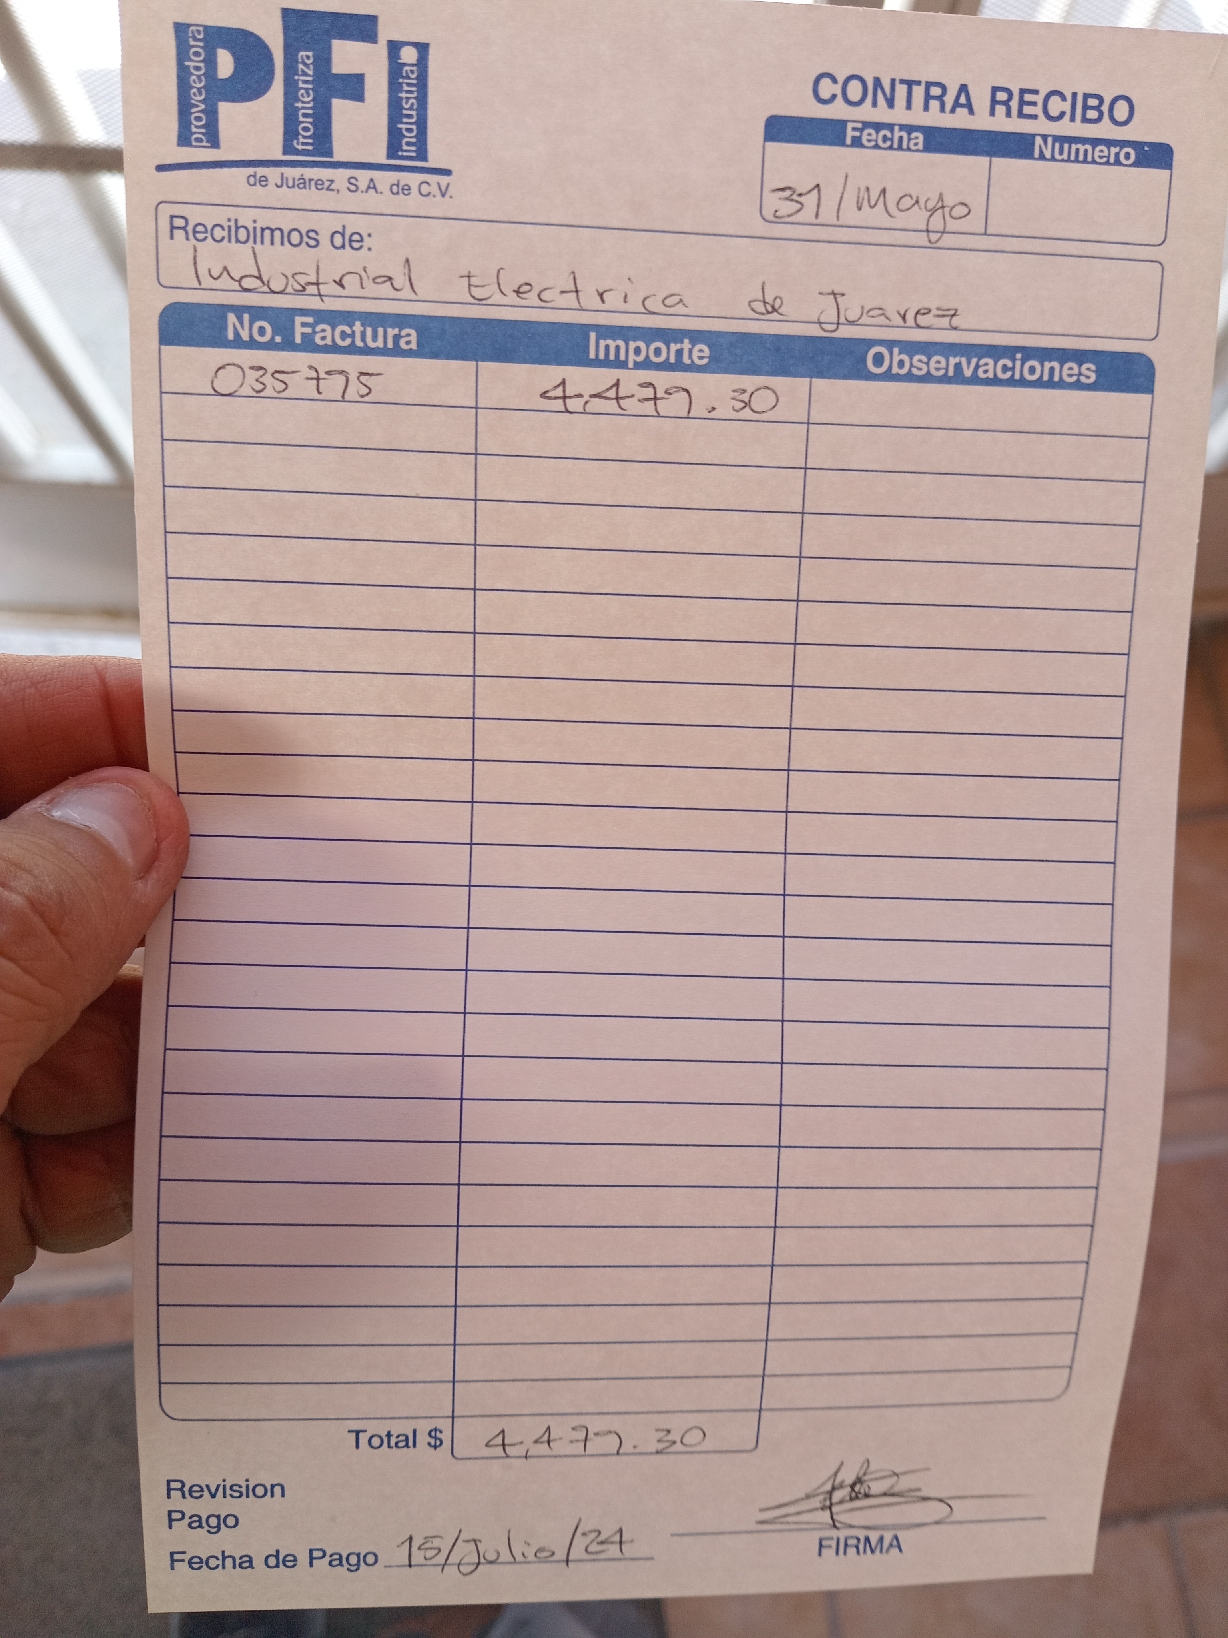 proveedora
PFI
fronteriza
industrial
de Juárez, S.A. de C.V.
CONTRA RECIBO
Fecha Numero
31/Mayo
Recibimos de:
Industrial Electrica de Juarez
No. Factura Importe Observaciones
035775 4,479.30
Total $ 4,479.30
Revision
Pago
Fecha de Pago 15/Julio/24
FIRMA